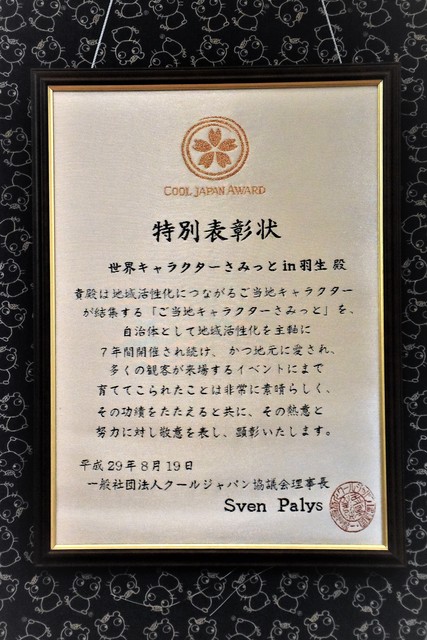 COOL JAPAN AWARD
特別表彰状
世界キャラクターさみっとin羽生 殿
貴殿は地域活性化につながるご当地キャラクター
が結集する「ご当地キャラクターさみっと」を、
自治体として地域活性化を主軸に
7年間開催され続け、かつ地元に愛され、
多くの観客が来場するイベントにまで
育ててこられたことは非常に素晴らしく、
その功績をたたえると共に、その熱意と
努力に対し敬意を表し、顕彰いたします。
平成29年8月19日
一般社団法人クールジャパン協議会理事長
Sven Palys